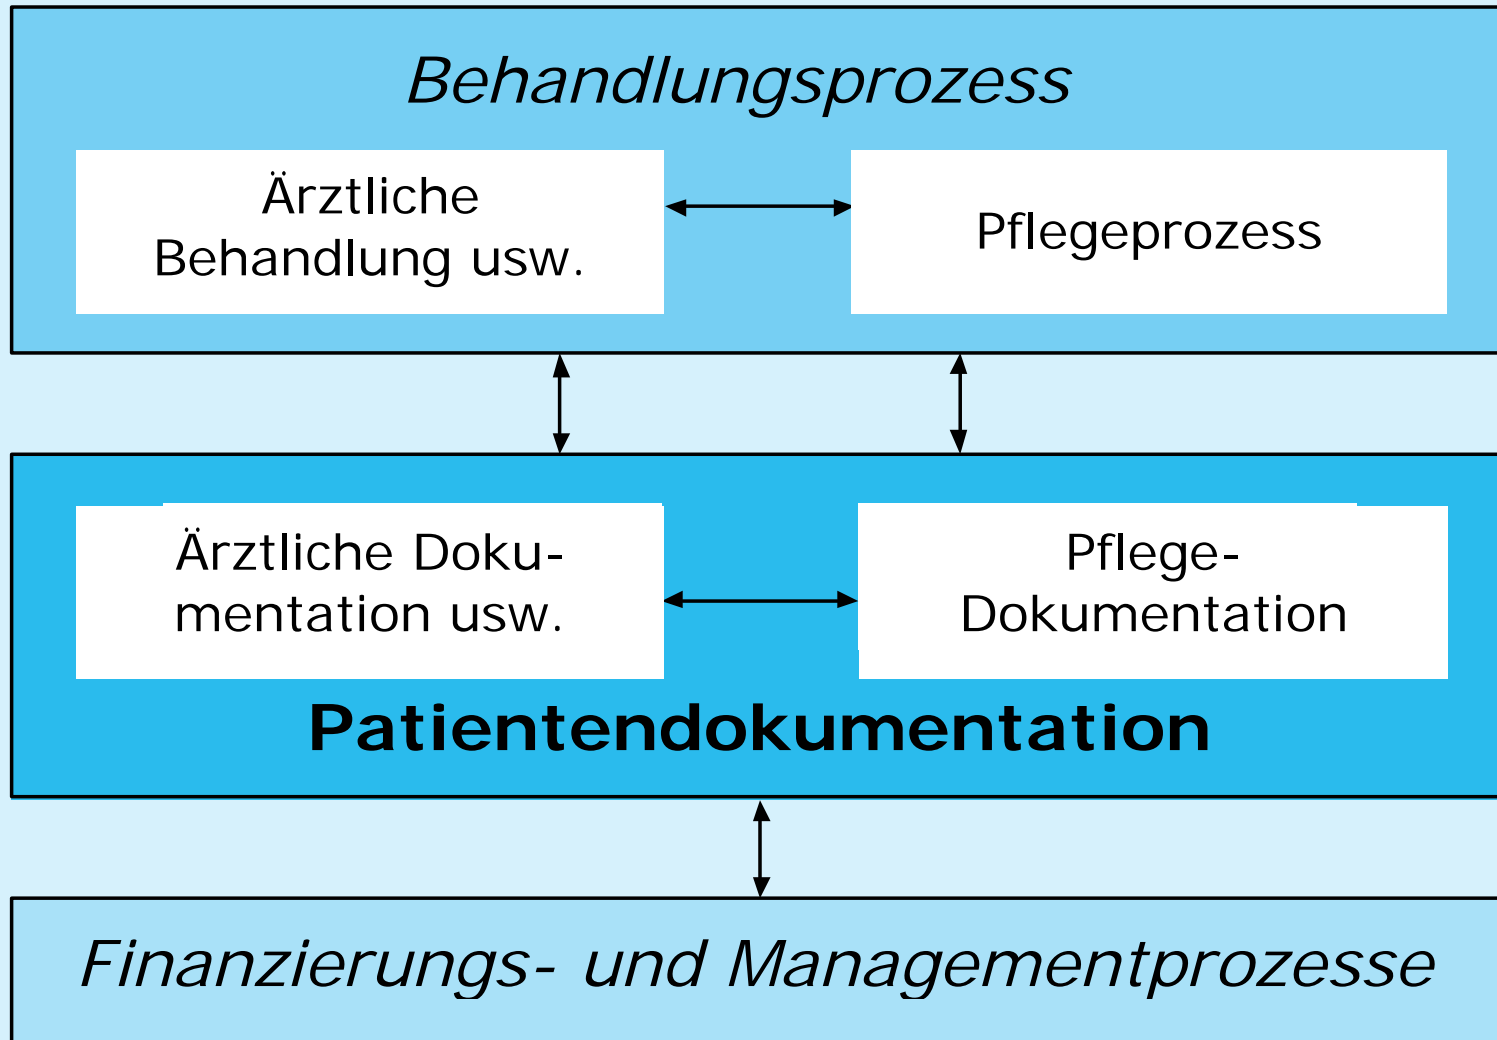 Behandlungsprozess
Ärztliche
Behandlung usw.
Pflegeprozess
Ärztliche Doku-
mentation usw.
Pflege-
Dokumentation
Patientendokumentation
Finanzierungs- und Managementprozesse